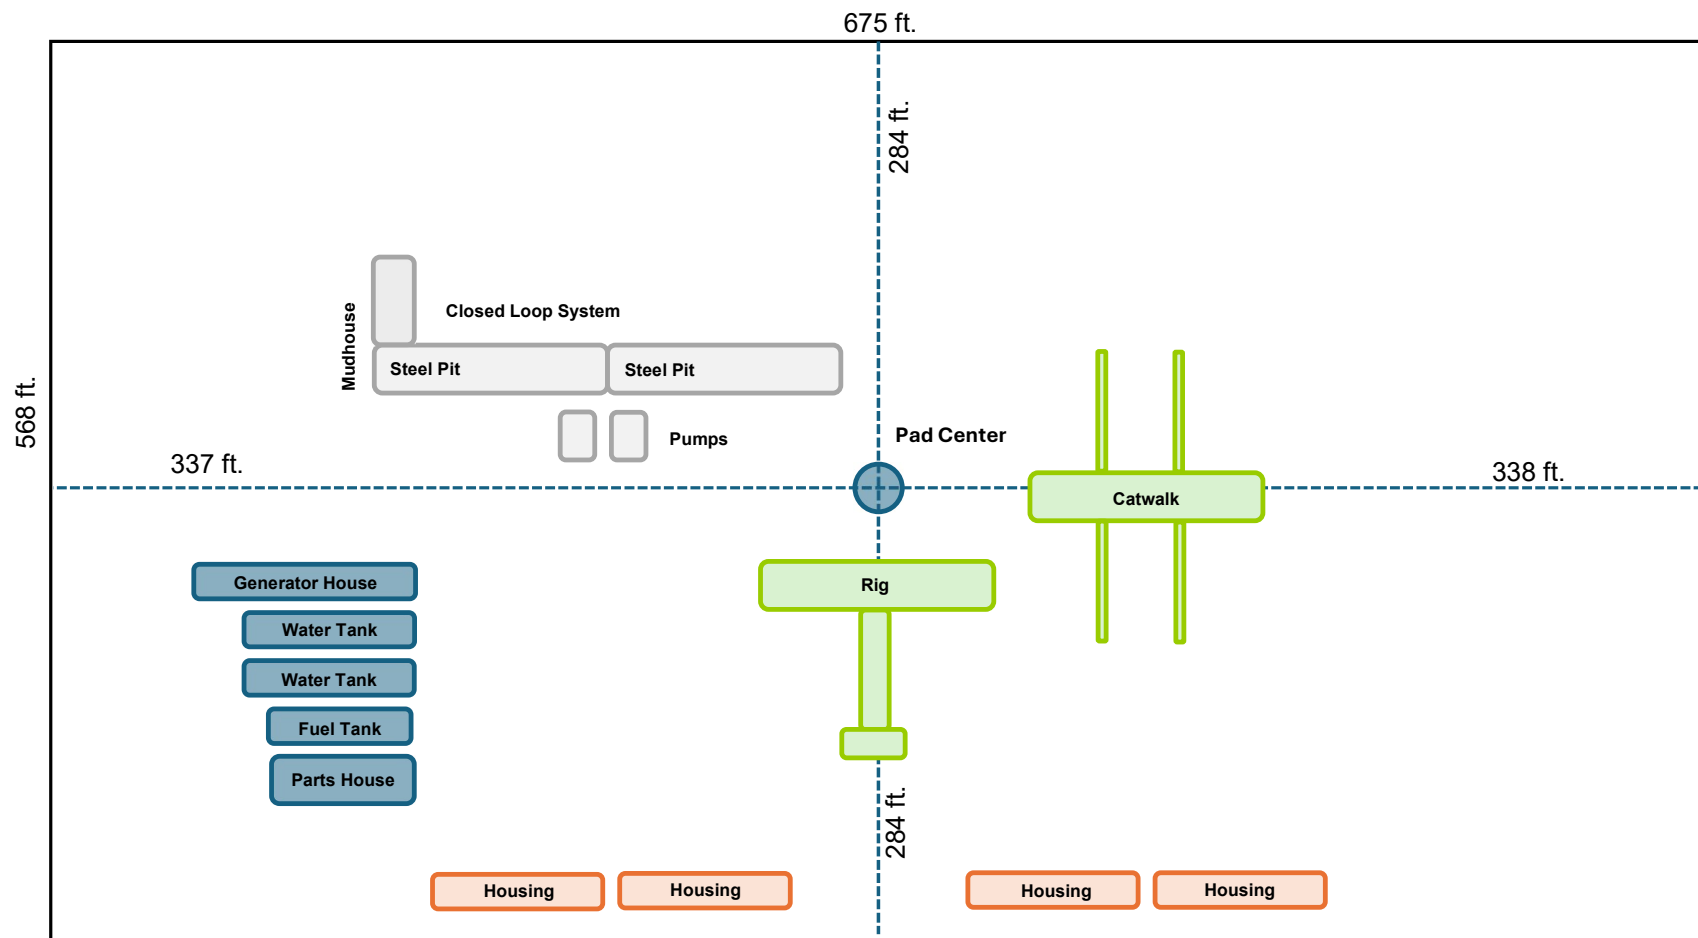 675 ft.
284 ft.
Closed Loop System
Mudhouse
Steel Pit
Steel Pit
568 ft.
Pumps
Pad Center
337 ft.
338 ft.
Catwalk
Generator House
Rig
Water Tank
Water Tank
Fuel Tank
Parts House
284 ft.
Housing
Housing
Housing
Housing